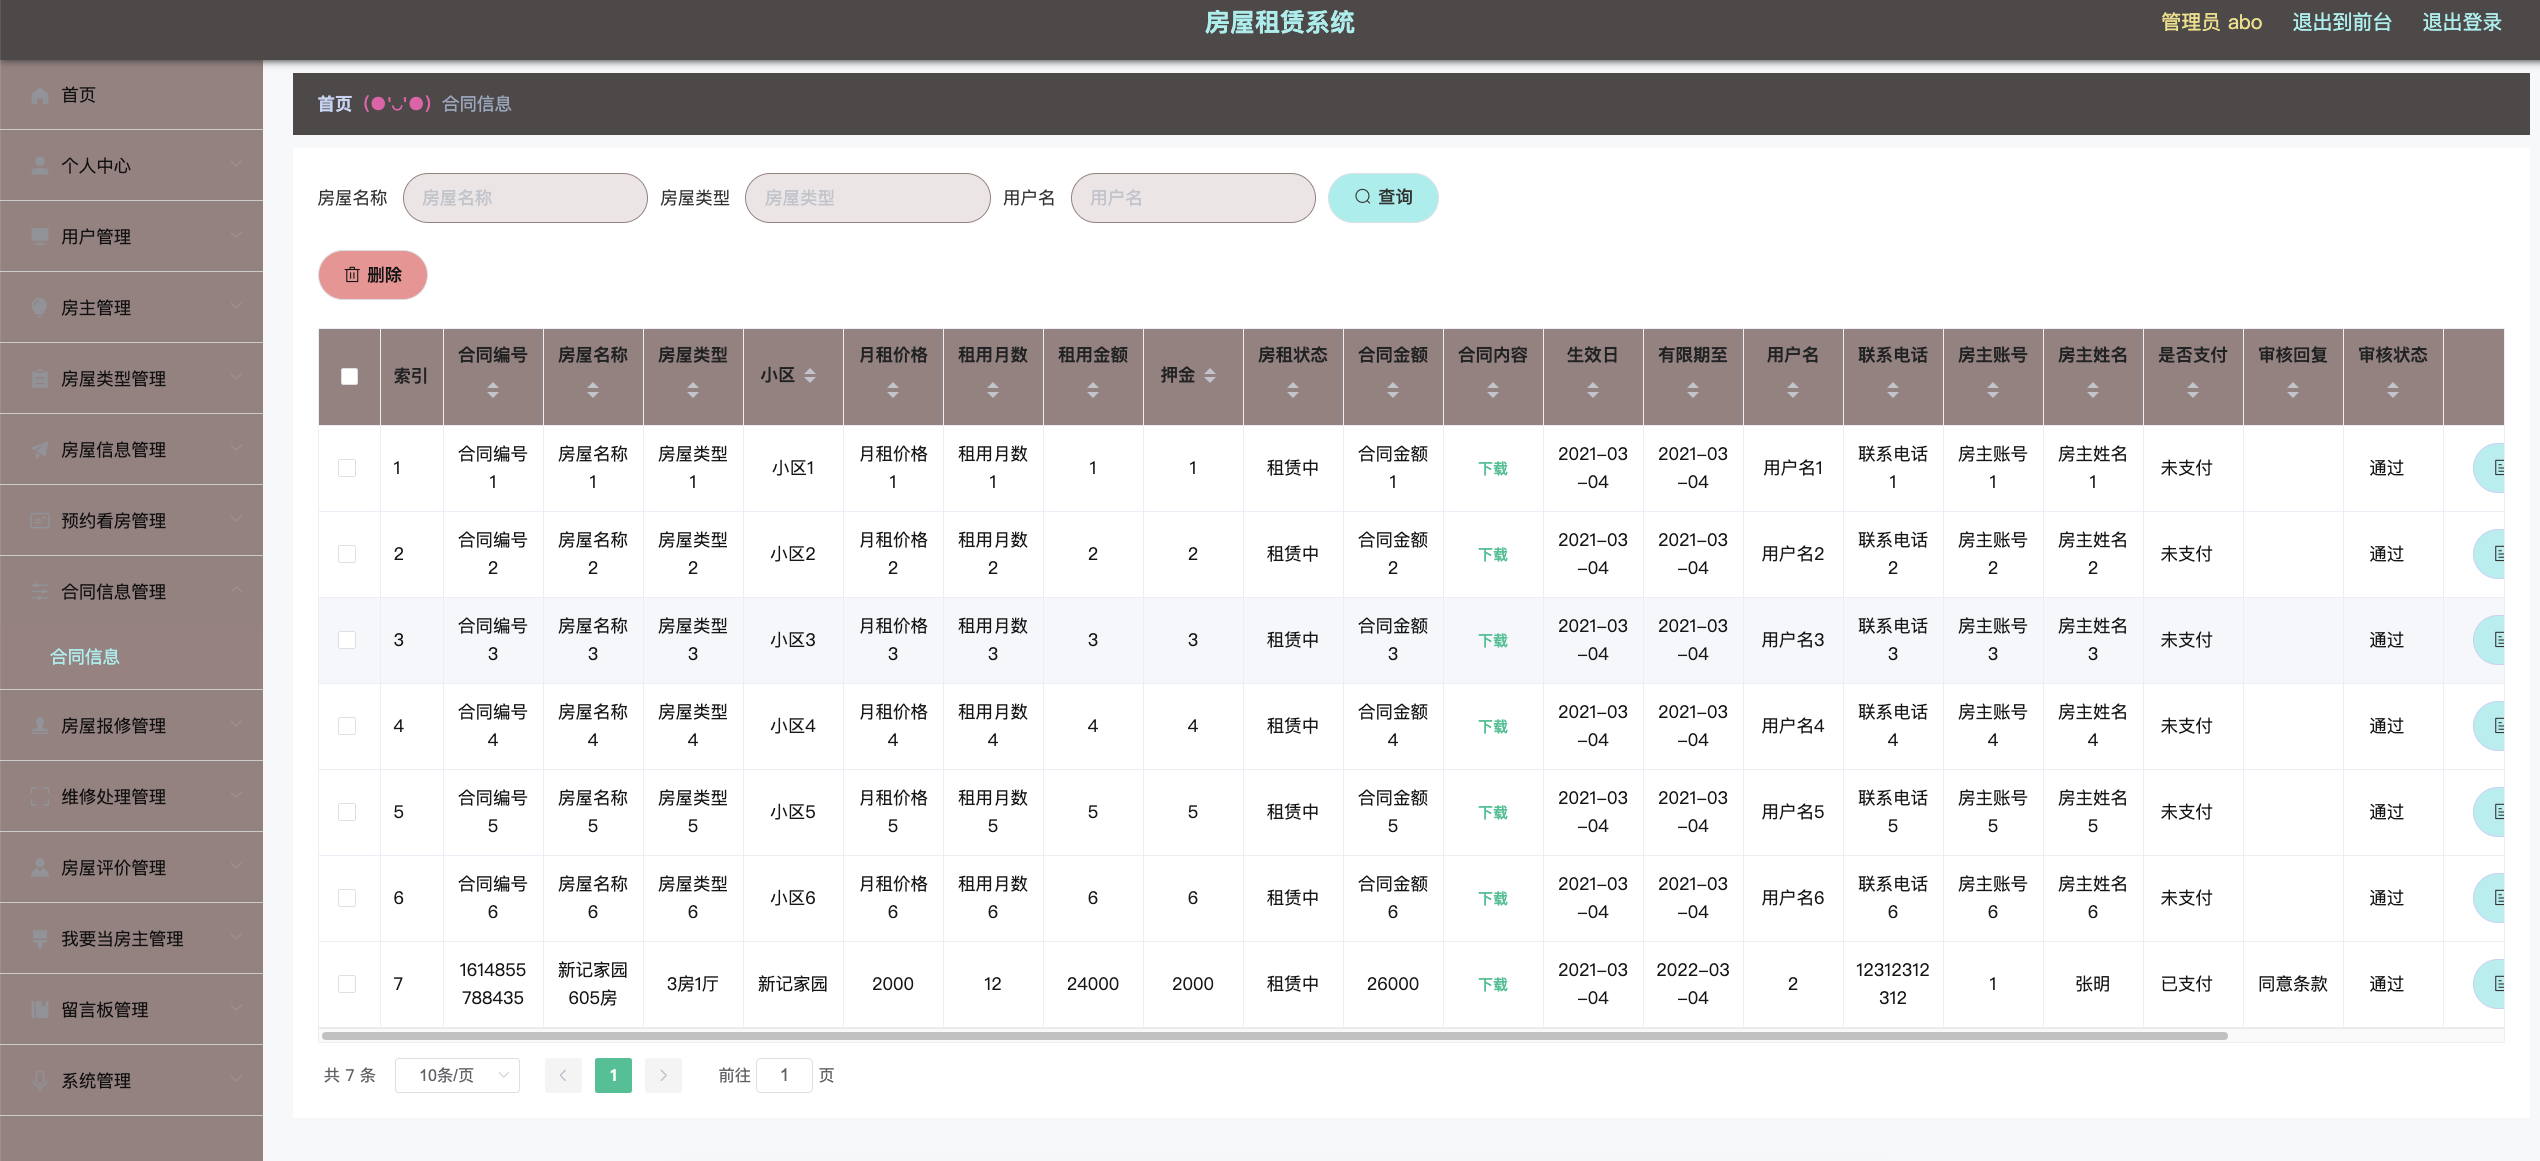 房屋租赁系统
管理员 abo 退出到前台 退出登录
首页
个人中心
用户管理
房主管理
房屋类型管理
房屋信息管理
预约看房管理
合同信息管理
合同信息
房屋报修管理
维修处理管理
房屋评价管理
我要当房主管理
留言板管理
系统管理
首页 (●'◡'●) 合同信息
房屋名称 房屋名称 房屋类型 房屋类型 用户名 用户名 查询
删除
索引 合同编号 房屋名称 房屋类型 小区 月租价格 租用月数 租用金额 押金 房租状态 合同金额 合同内容 生效日 有限期至 用户名 联系电话 房主账号 房主姓名 是否支付 审核回复 审核状态
1 合同编号1 房屋名称1 房屋类型1 小区1 月租价格1 租用月数1 1 1 租赁中 合同金额1 下载 2021-03-04 2021-03-04 用户名1 联系电话1 房主账号1 房主姓名1 未支付 通过
2 合同编号2 房屋名称2 房屋类型2 小区2 月租价格2 租用月数2 2 2 租赁中 合同金额2 下载 2021-03-04 2021-03-04 用户名2 联系电话2 房主账号2 房主姓名2 未支付 通过
3 合同编号3 房屋名称3 房屋类型3 小区3 月租价格3 租用月数3 3 3 租赁中 合同金额3 下载 2021-03-04 2021-03-04 用户名3 联系电话3 房主账号3 房主姓名3 未支付 通过
4 合同编号4 房屋名称4 房屋类型4 小区4 月租价格4 租用月数4 4 4 租赁中 合同金额4 下载 2021-03-04 2021-03-04 用户名4 联系电话4 房主账号4 房主姓名4 未支付 通过
5 合同编号5 房屋名称5 房屋类型5 小区5 月租价格5 租用月数5 5 5 租赁中 合同金额5 下载 2021-03-04 2021-03-04 用户名5 联系电话5 房主账号5 房主姓名5 未支付 通过
6 合同编号6 房屋名称6 房屋类型6 小区6 月租价格6 租用月数6 6 6 租赁中 合同金额6 下载 2021-03-04 2021-03-04 用户名6 联系电话6 房主账号6 房主姓名6 未支付 通过
7 1614855788435 新记家园605房 3房1厅 新记家园 2000 12 24000 2000 租赁中 26000 下载 2021-03-04 2022-03-04 2 12312312312 1 张明 已支付 同意条款 通过
共 7 条 10条/页 1 前往 1 页